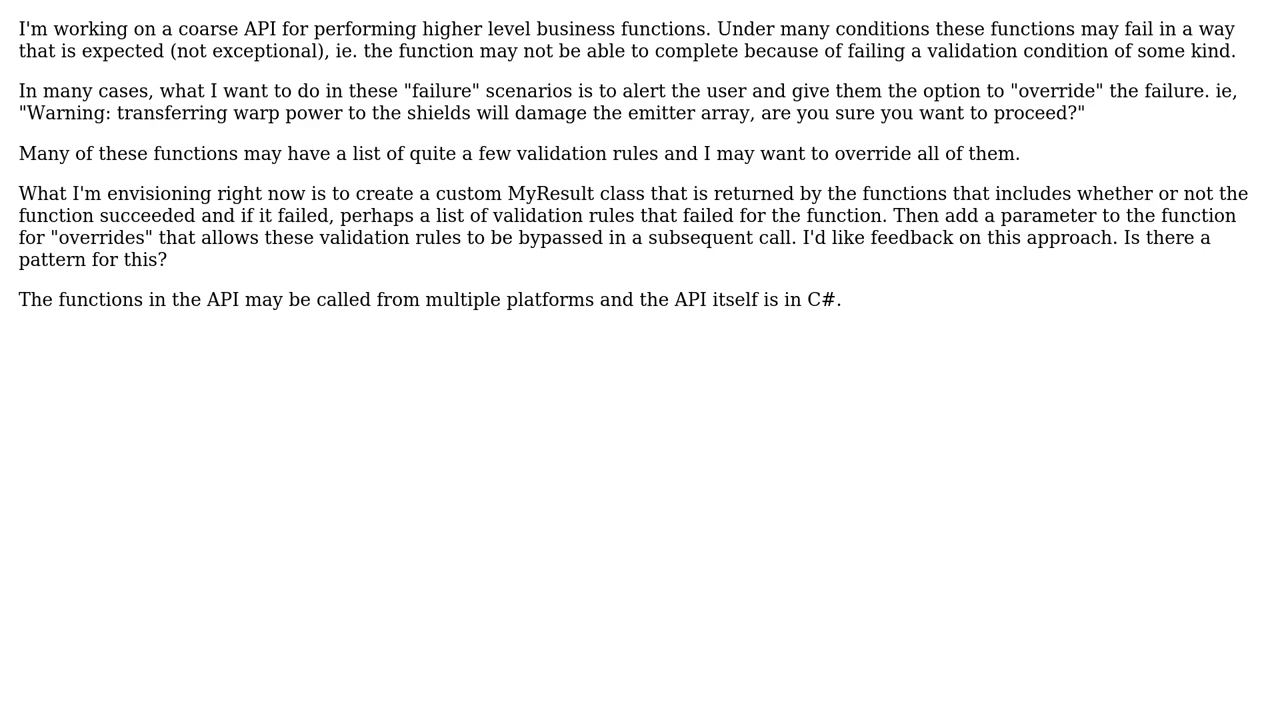 I'm working on a coarse API for performing higher level business functions. Under many conditions these functions may fail in a way
that is expected (not exceptional), ie. the function may not be able to complete because of failing a validation condition of some kind.
In many cases, what I want to do in these "failure" scenarios is to alert the user and give them the option to "override" the failure. ie,
"Warning: transferring warp power to the shields will damage the emitter array, are you sure you want to proceed?"
Many of these functions may have a list of quite a few validation rules and I may want to override all of them.
What I'm envisioning right now is to create a custom MyResult class that is returned by the functions that includes whether or not the
function succeeded and if it failed, perhaps a list of validation rules that failed for the function. Then add a parameter to the function
for "overrides" that allows these validation rules to be bypassed in a subsequent call. I'd like feedback on this approach. Is there a
pattern for this?
The functions in the API may be called from multiple platforms and the API itself is in C#.